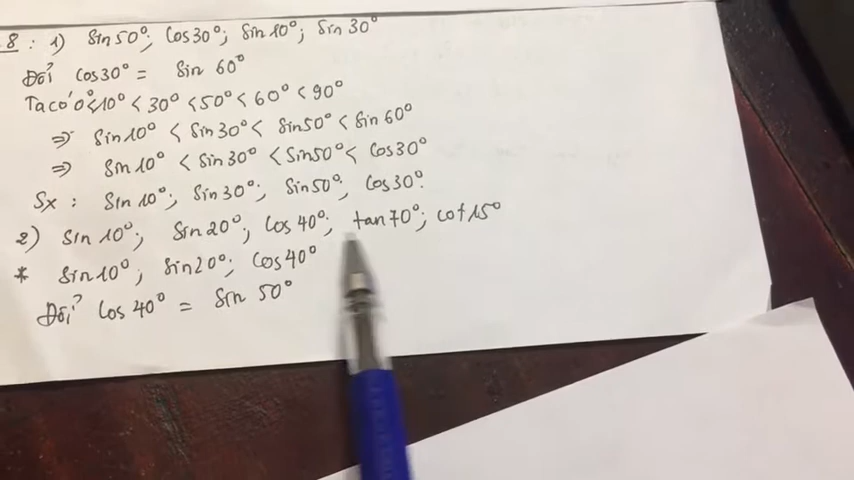 8 : 1) Sin 50°; Cos 30°; Sin 10°; Sin 30°
Đổi Cos 30° = Sin 60°
Ta có 0° < 10° < 30° < 50° < 60° < 90°
⇒ Sin 10° < Sin 30° < Sin 50° < Sin 60°
⇒ Sin 10° < Sin 30° < Sin 50° < Cos 30°
Sx : Sin 10°; Sin 30°; Sin 50°; Cos 30°.
2) Sin 10°; Sin 20°; Cos 40°; tan 70°; cot 15°
* Sin 10°; Sin 20°; Cos 40°
Đổi Cos 40° = Sin 50°